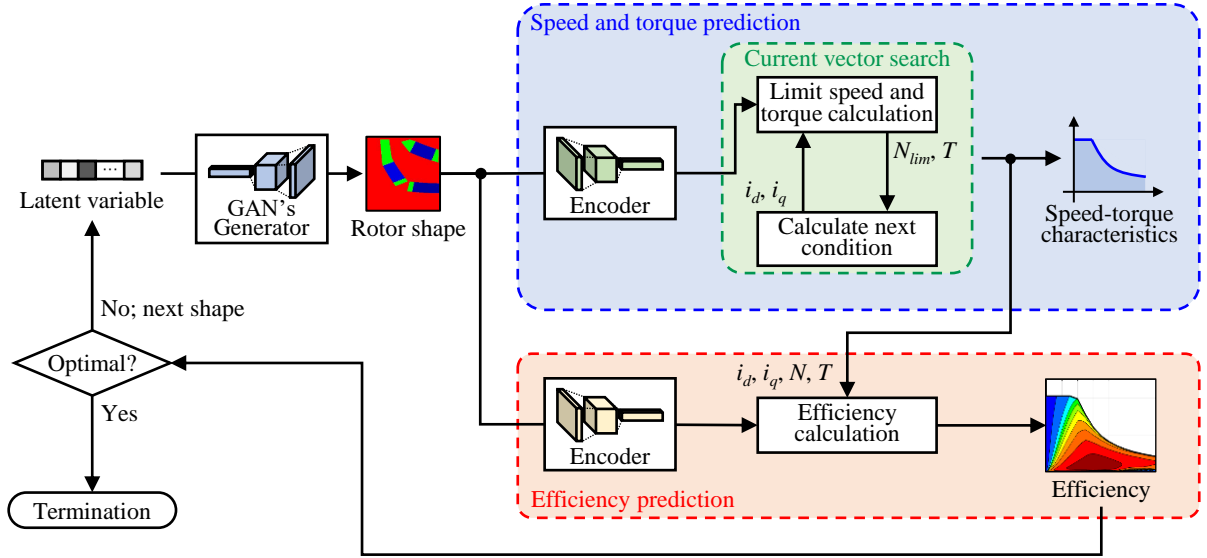 Speed and torque prediction
Current vector search
Limit speed and
torque calculation
N_lim, T
i_d, i_q
Calculate next
condition
Latent variable
...
GAN's
Generator
Rotor shape
Encoder
Speed-torque
characteristics
No; next shape
Optimal?
Yes
Termination
i_d, i_q, N, T
Encoder
Efficiency
calculation
Efficiency
Efficiency prediction